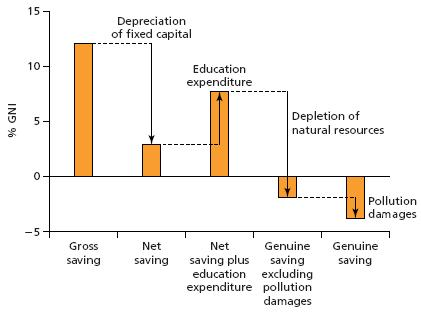 % GNI
15
10
5
0
−5
Depreciation
of fixed capital
Education
expenditure
Depletion of
natural resources
Pollution
damages
Gross
saving
Net
saving
Net
saving plus
education
expenditure
Genuine
saving
excluding
pollution
damages
Genuine
saving